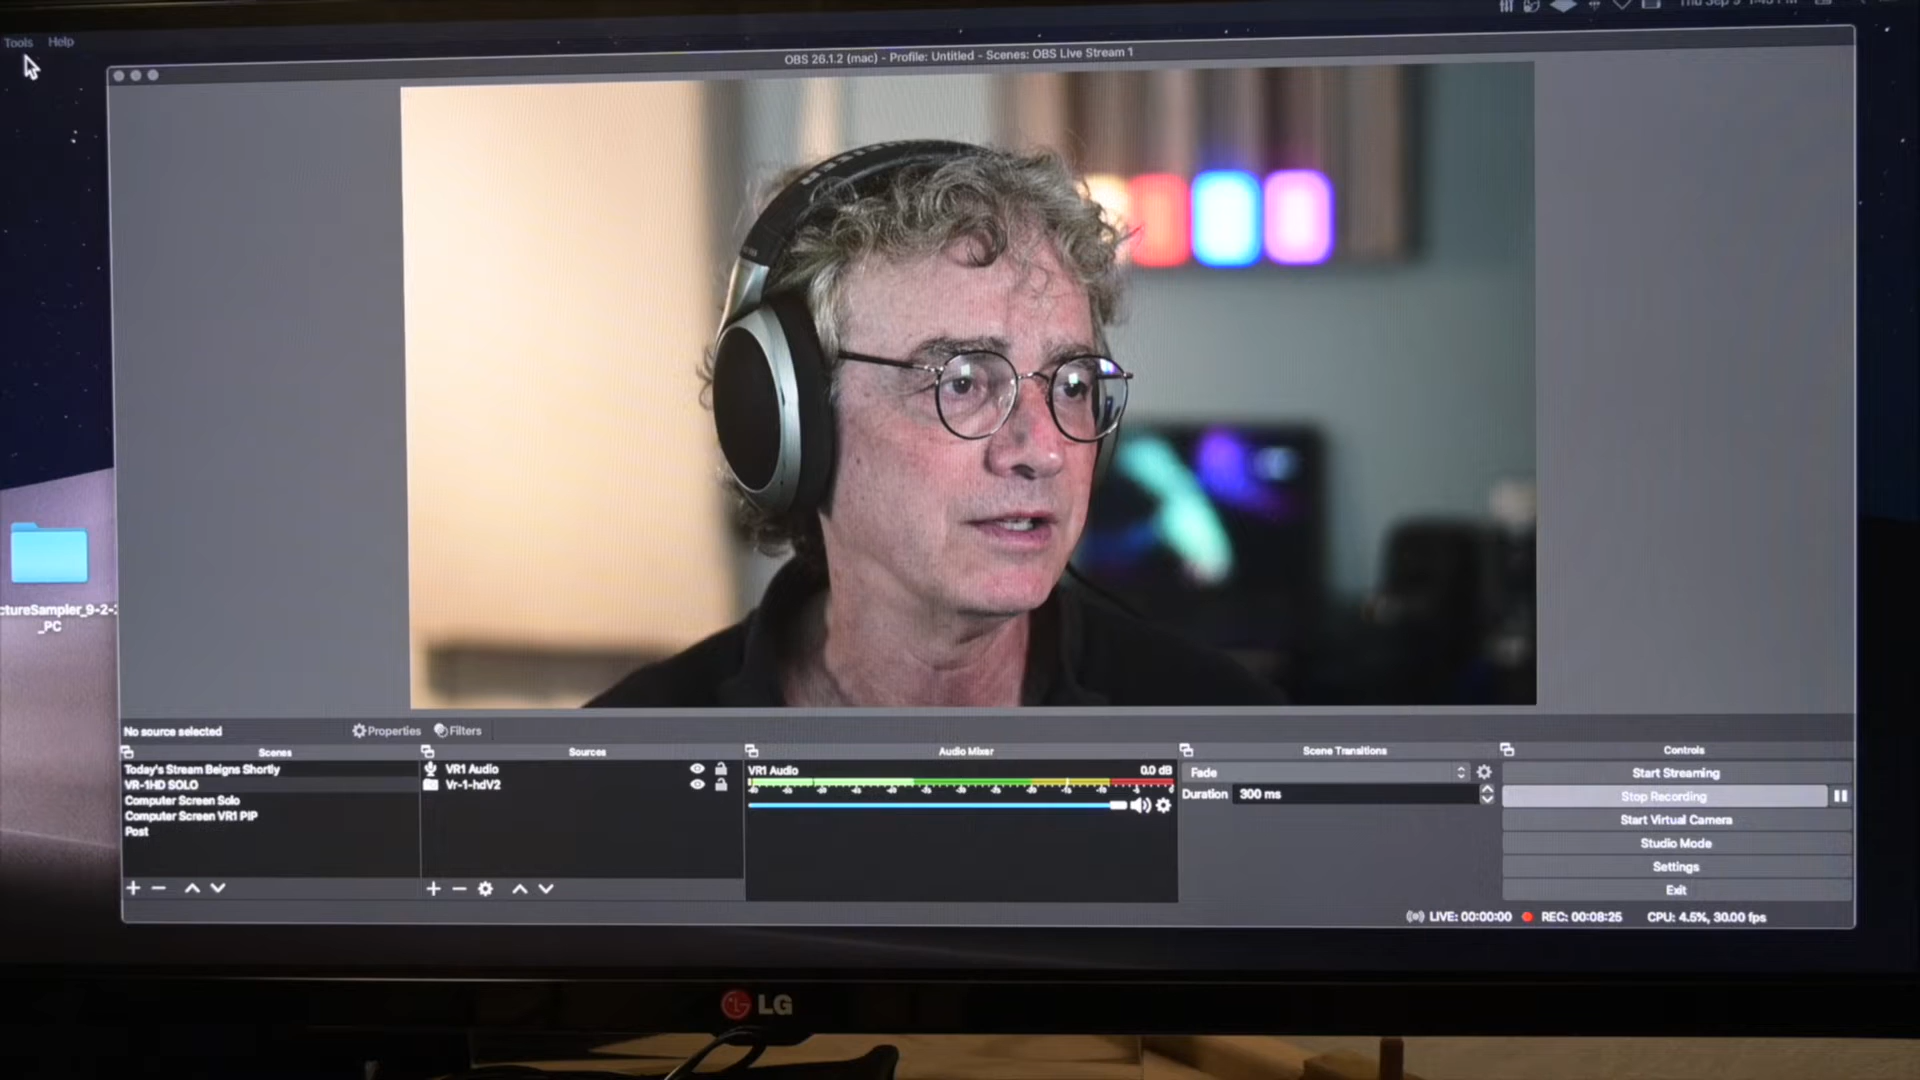 Tools Help
OBS 26.1.2 (mac) - Profile: Untitled - Scenes: OBS Live Stream 1
ctureSampler_9-2-
_PC
No source selected
Properties
Filters
Scenes
Today's Stream Beigns Shortly
VR-1HD SOLO
Computer Screen Solo
Computer Screen VR1 PIP
Post
Sources
VR1 Audio
Vr-1-hdV2
Audio Mixer
VR1 Audio 0.0 dB
Scene Transitions
Fade
Duration 300 ms
Controls
Start Streaming
Stop Recording
Start Virtual Camera
Studio Mode
Settings
Exit
LIVE: 00:00:00 REC: 00:08:25 CPU: 4.5%, 30.00 fps
LG